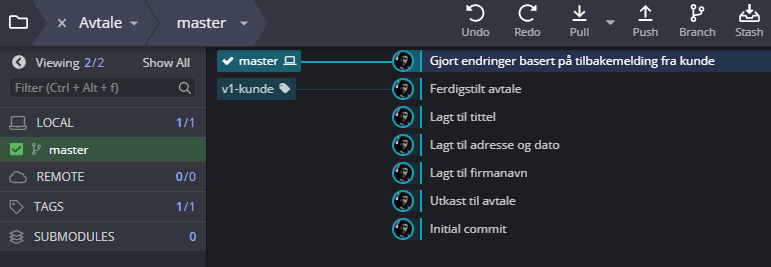 Avtale
master
Undo
Redo
Pull
Push
Branch
Stash
Viewing 2/2 Show All
Filter (Ctrl + Alt + f)
LOCAL 1/1
master
REMOTE 0/0
TAGS 1/1
SUBMODULES 0
master Gjort endringer basert på tilbakemelding fra kunde
v1-kunde Ferdigstilt avtale
Lagt til tittel
Lagt til adresse og dato
Lagt til firmanavn
Utkast til avtale
Initial commit